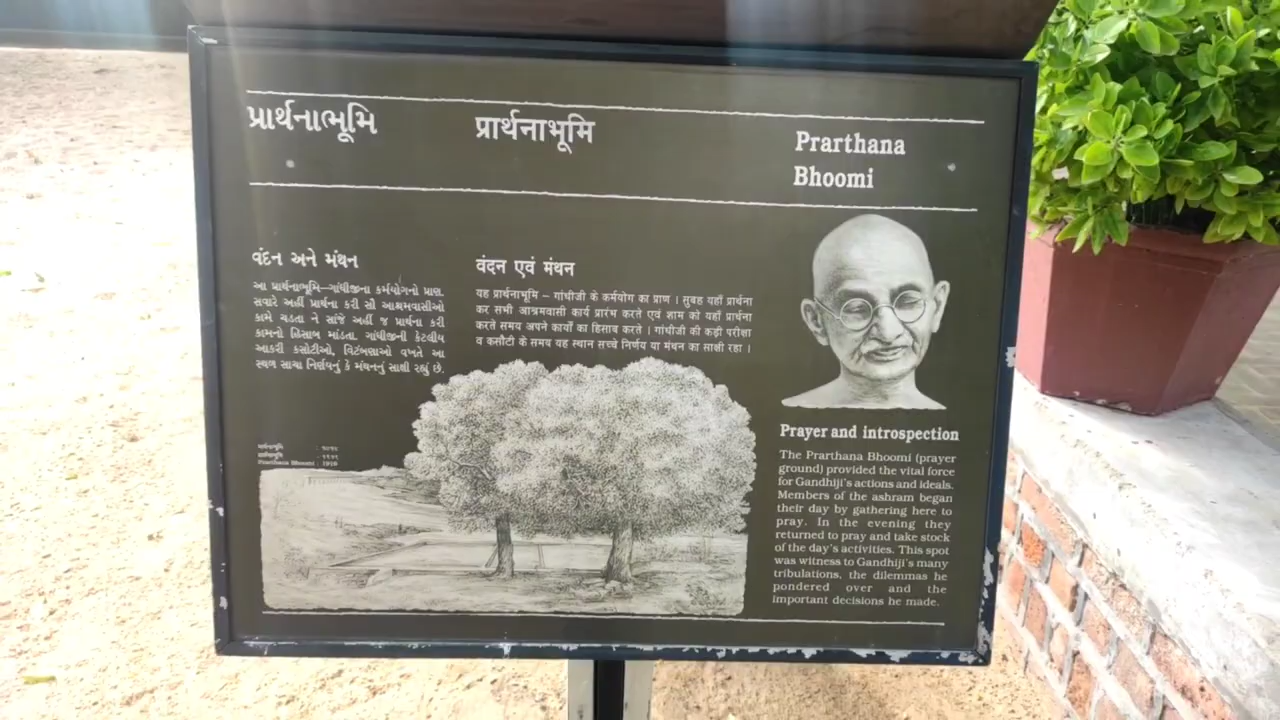 પ્રાર્થનાભૂમિ
प्रार्थनाभूमि
Prarthana
Bhoomi
વંદન અને મંથન
આ પ્રાર્થનાભૂમિ—ગાંધીજીના કર્મયોગનો પ્રાણ.
સવારે અહીં પ્રાર્થના કરી સૌ આશ્રમવાસીઓ
કામે ચડતા ને સાંજે અહીં જ પ્રાર્થના કરી
કામનો હિસાબ માંડતા. ગાંધીજીની કેટલીય
આકરી કસોટીઓ, વિટંબણાઓ વખતે આ
સ્થળ સાચા નિર્ણયનું કે મંથનનું સાક્ષી રહ્યું છે.
वंदन एवं मंथन
यह प्रार्थनाभूमि – गांधीजी के कर्मयोग का प्राण । सुबह यहाँ प्रार्थना
कर सभी आश्रमवासी कार्य प्रारंभ करते एवं शाम को यहाँ प्रार्थना
करते समय अपने कार्यों का हिसाब करते । गांधीजी की कड़ी परीक्षा
व कसौटी के समय यह स्थान सच्चे निर्णय या मंथन का साक्षी रहा ।
Prayer and introspection
The Prarthana Bhoomi (prayer
ground) provided the vital force
for Gandhiji's actions and ideals.
Members of the ashram began
their day by gathering here to
pray. In the evening they
returned to pray and take stock
of the day's activities. This spot
was witness to Gandhiji's many
tribulations, the dilemmas he
pondered over and the
important decisions he made.
Prarthana Bhoomi :